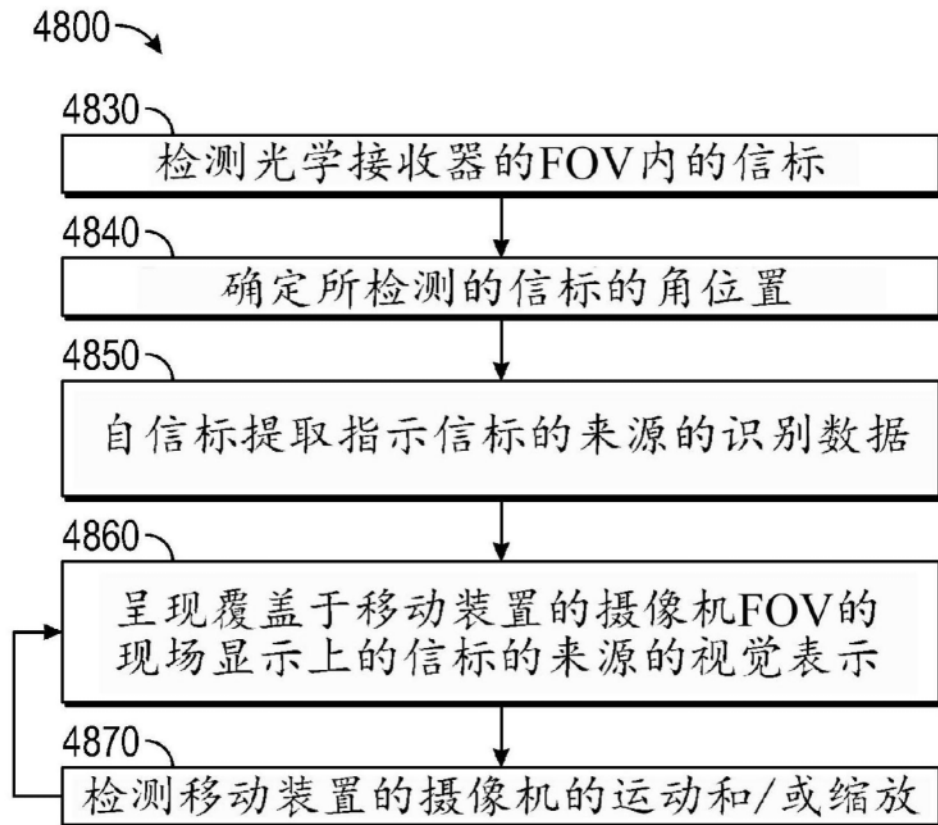 4800
4830
检测光学接收器的FOV内的信标
4840
确定所检测的信标的角位置
4850
自信标提取指示信标的来源的识别数据
4860
呈现覆盖于移动装置的摄像机FOV的
现场显示上的信标的来源的视觉表示
4870
检测移动装置的摄像机的运动和/或缩放